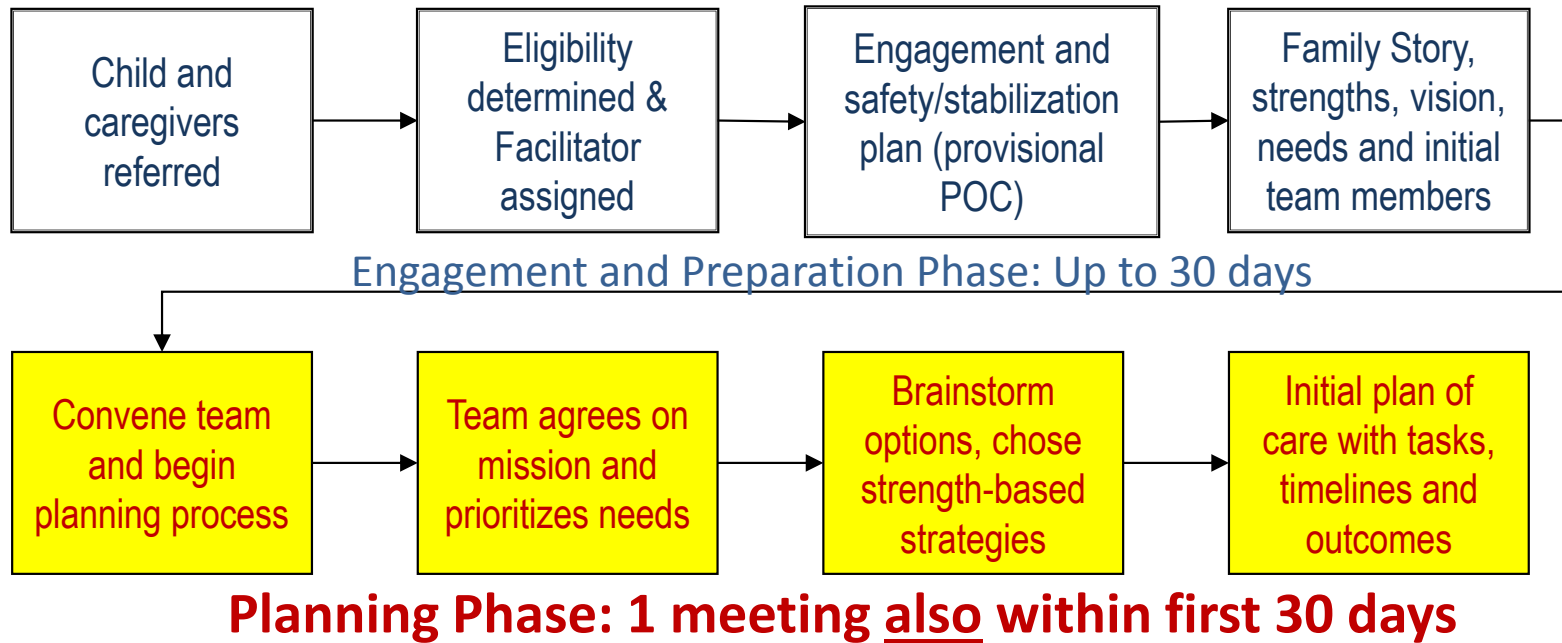 Child and
caregivers
referred
Eligibility
determined &
Facilitator
assigned
Engagement and
safety/stabilization
plan (provisional
POC)
Family Story,
strengths, vision,
needs and initial
team members
Engagement and Preparation Phase: Up to 30 days
Convene team
and begin
planning process
Team agrees on
mission and
prioritizes needs
Brainstorm
options, chose
strength-based
strategies
Initial plan of
care with tasks,
timelines and
outcomes
Planning Phase: 1 meeting also within first 30 days